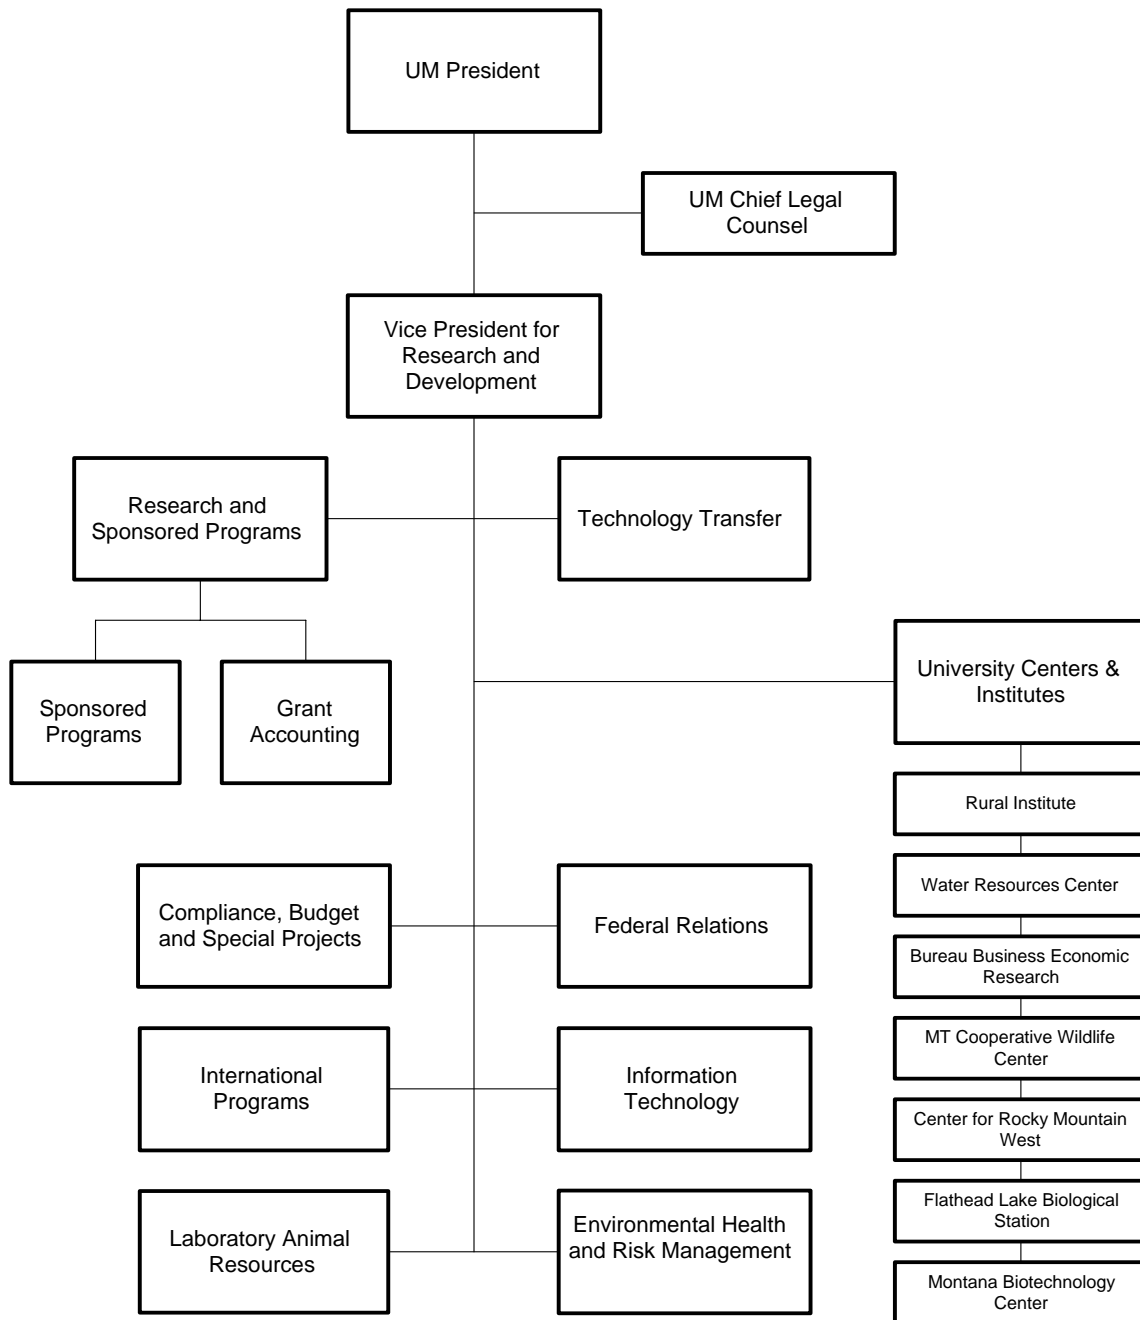 UM President
UM Chief Legal
Counsel
Vice President for
Research and
Development
Research and
Sponsored Programs
Technology Transfer
Sponsored
Programs
Grant
Accounting
University Centers &
Institutes
Rural Institute
Water Resources Center
Bureau Business Economic
Research
MT Cooperative Wildlife
Center
Center for Rocky Mountain
West
Flathead Lake Biological
Station
Montana Biotechnology
Center
Compliance, Budget
and Special Projects
Federal Relations
International
Programs
Information
Technology
Laboratory Animal
Resources
Environmental Health
and Risk Management